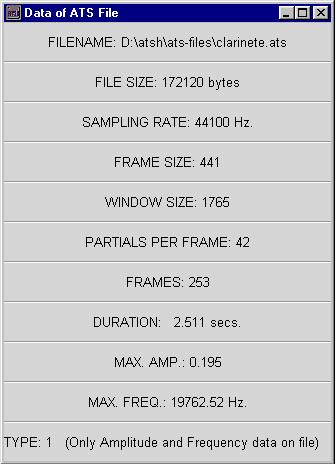 Data of ATS File
FILENAME: D:\atsh\ats-files\clarinete.ats
FILE SIZE: 172120 bytes
SAMPLING RATE: 44100 Hz.
FRAME SIZE: 441
WINDOW SIZE: 1765
PARTIALS PER FRAME: 42
FRAMES: 253
DURATION: 2.511 secs.
MAX. AMP.: 0.195
MAX. FREQ.: 19762.52 Hz.
TYPE: 1 (Only Amplitude and Frequency data on file)